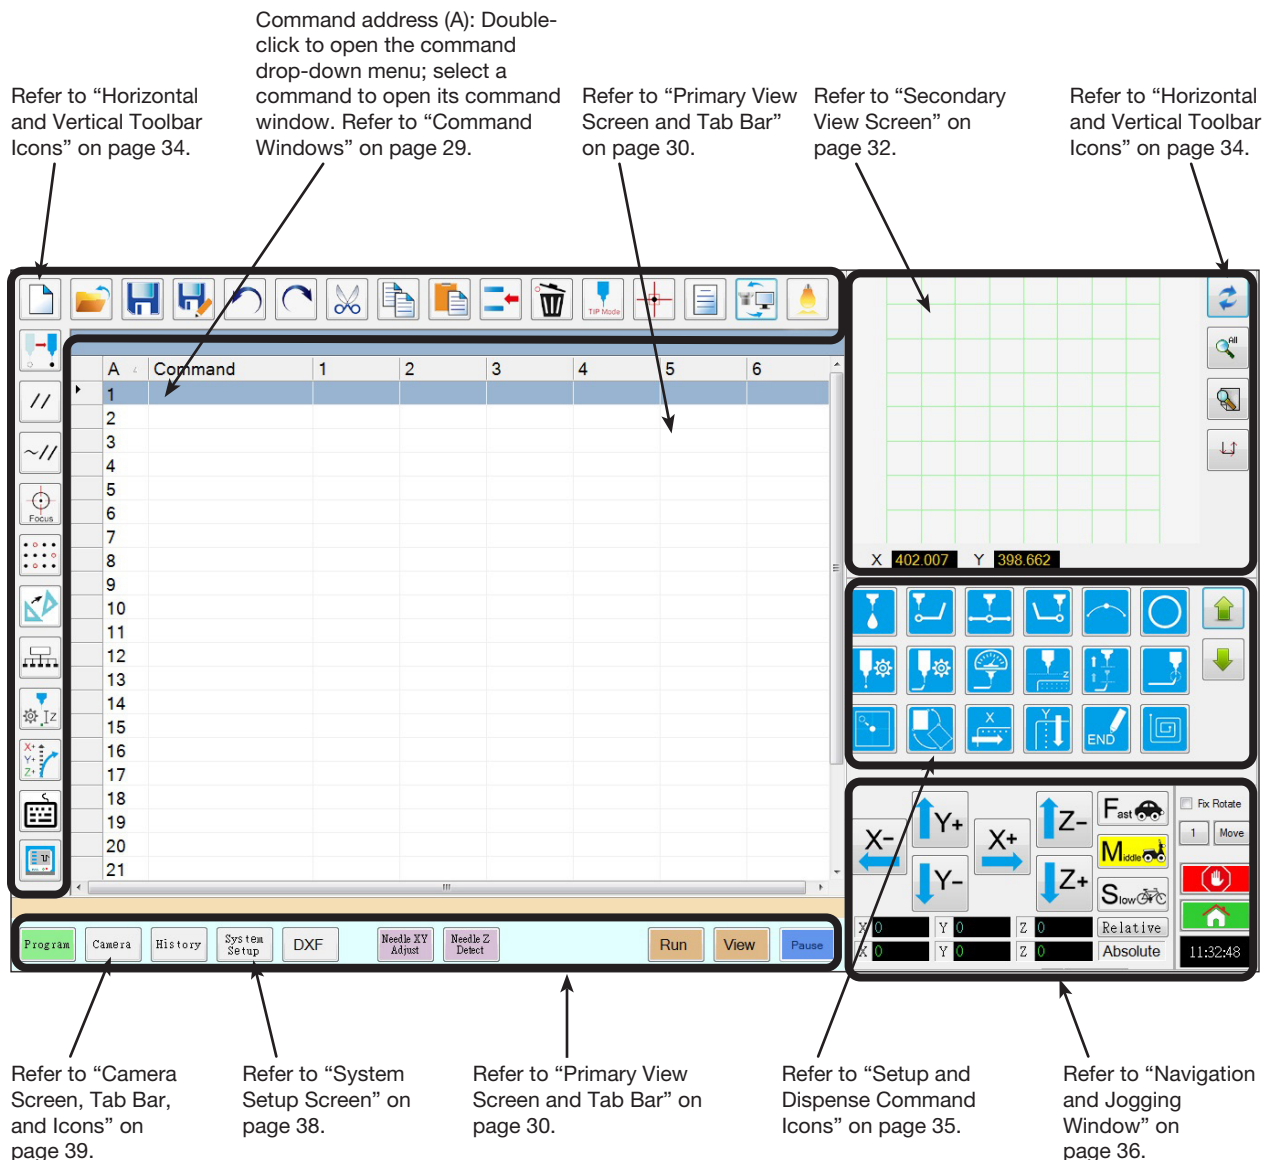 Command address (A): Double-
click to open the command
drop-down menu; select a
command to open its command
window. Refer to “Command
Windows” on page 29.
Refer to “Horizontal
and Vertical Toolbar
Icons” on page 34.
Refer to “Primary View
Screen and Tab Bar”
on page 30.
Refer to “Secondary
View Screen” on
page 32.
Refer to “Horizontal
and Vertical Toolbar
Icons” on page 34.
TIP Mode
All
A Command 1 2 3 4 5 6
1
2
3
4
5
6
7
8
9
10
11
12
13
14
15
16
17
18
19
20
21
Focus
Z
X+
Y+
Z+
X 402.007 Y 398.662
Z
X
Y
END
X- Y+ X+ Z- Fast
Y- Z+ Middle
Slow
Fix Rotate
1 Move
X 0 Y 0 Z 0 Relative
X 0 Y 0 Z 0 Absolute
11:32:48
Program Camera History System Setup DXF Needle XY Adjust Needle Z Detect Run View Pause
Refer to “Camera
Screen, Tab Bar,
and Icons” on
page 39.
Refer to “System
Setup Screen” on
page 38.
Refer to “Primary View
Screen and Tab Bar” on
page 30.
Refer to “Setup and
Dispense Command
Icons” on page 35.
Refer to “Navigation
and Jogging
Window” on
page 36.